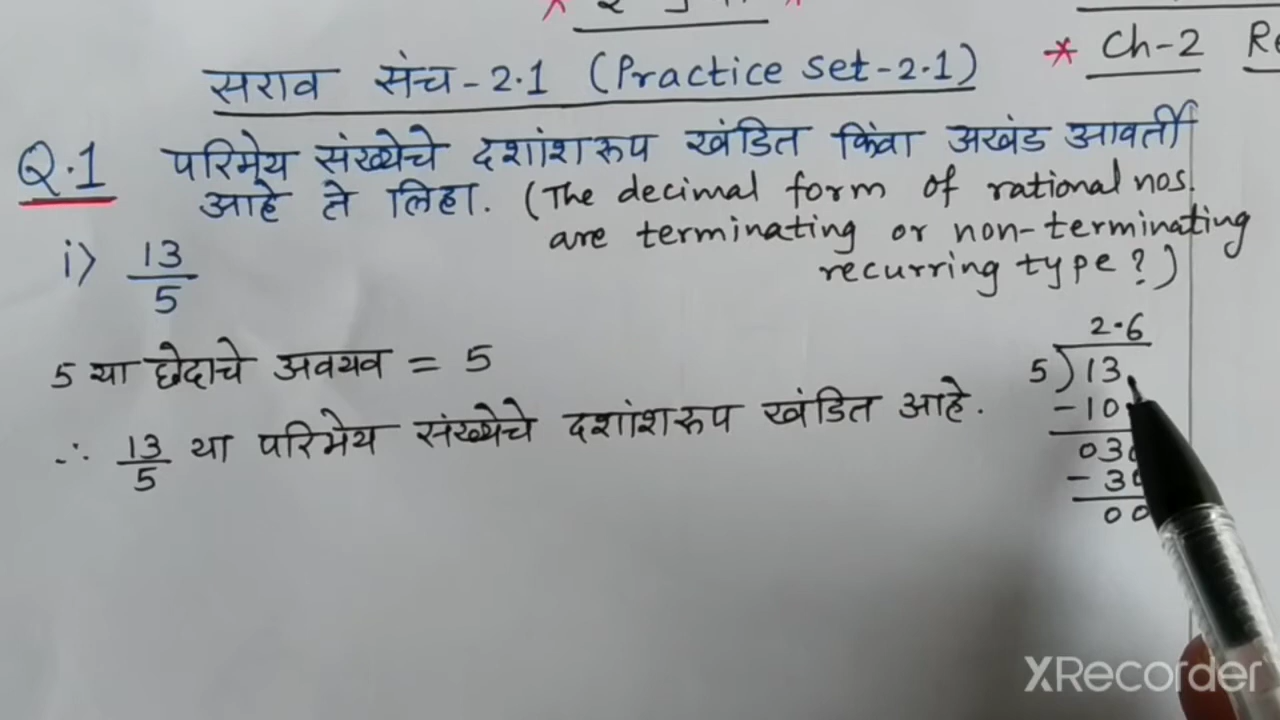 * Ch-2
सराव संच-2.1 (Practice set-2.1)
Q.1 परिमेय संख्येचे दशांशरुप खंडित किंवा अखंड आवर्ती
आहे ते लिहा. (The decimal form of rational nos.
are terminating or non-terminating
recurring type?)
i) 13/5
5 या छेदाचे अवयव = 5
∴ 13/5 या परिमेय संख्येचे दशांशरुप खंडित आहे.
2.6
5)13.
-10
030
-30
00
XRecorder